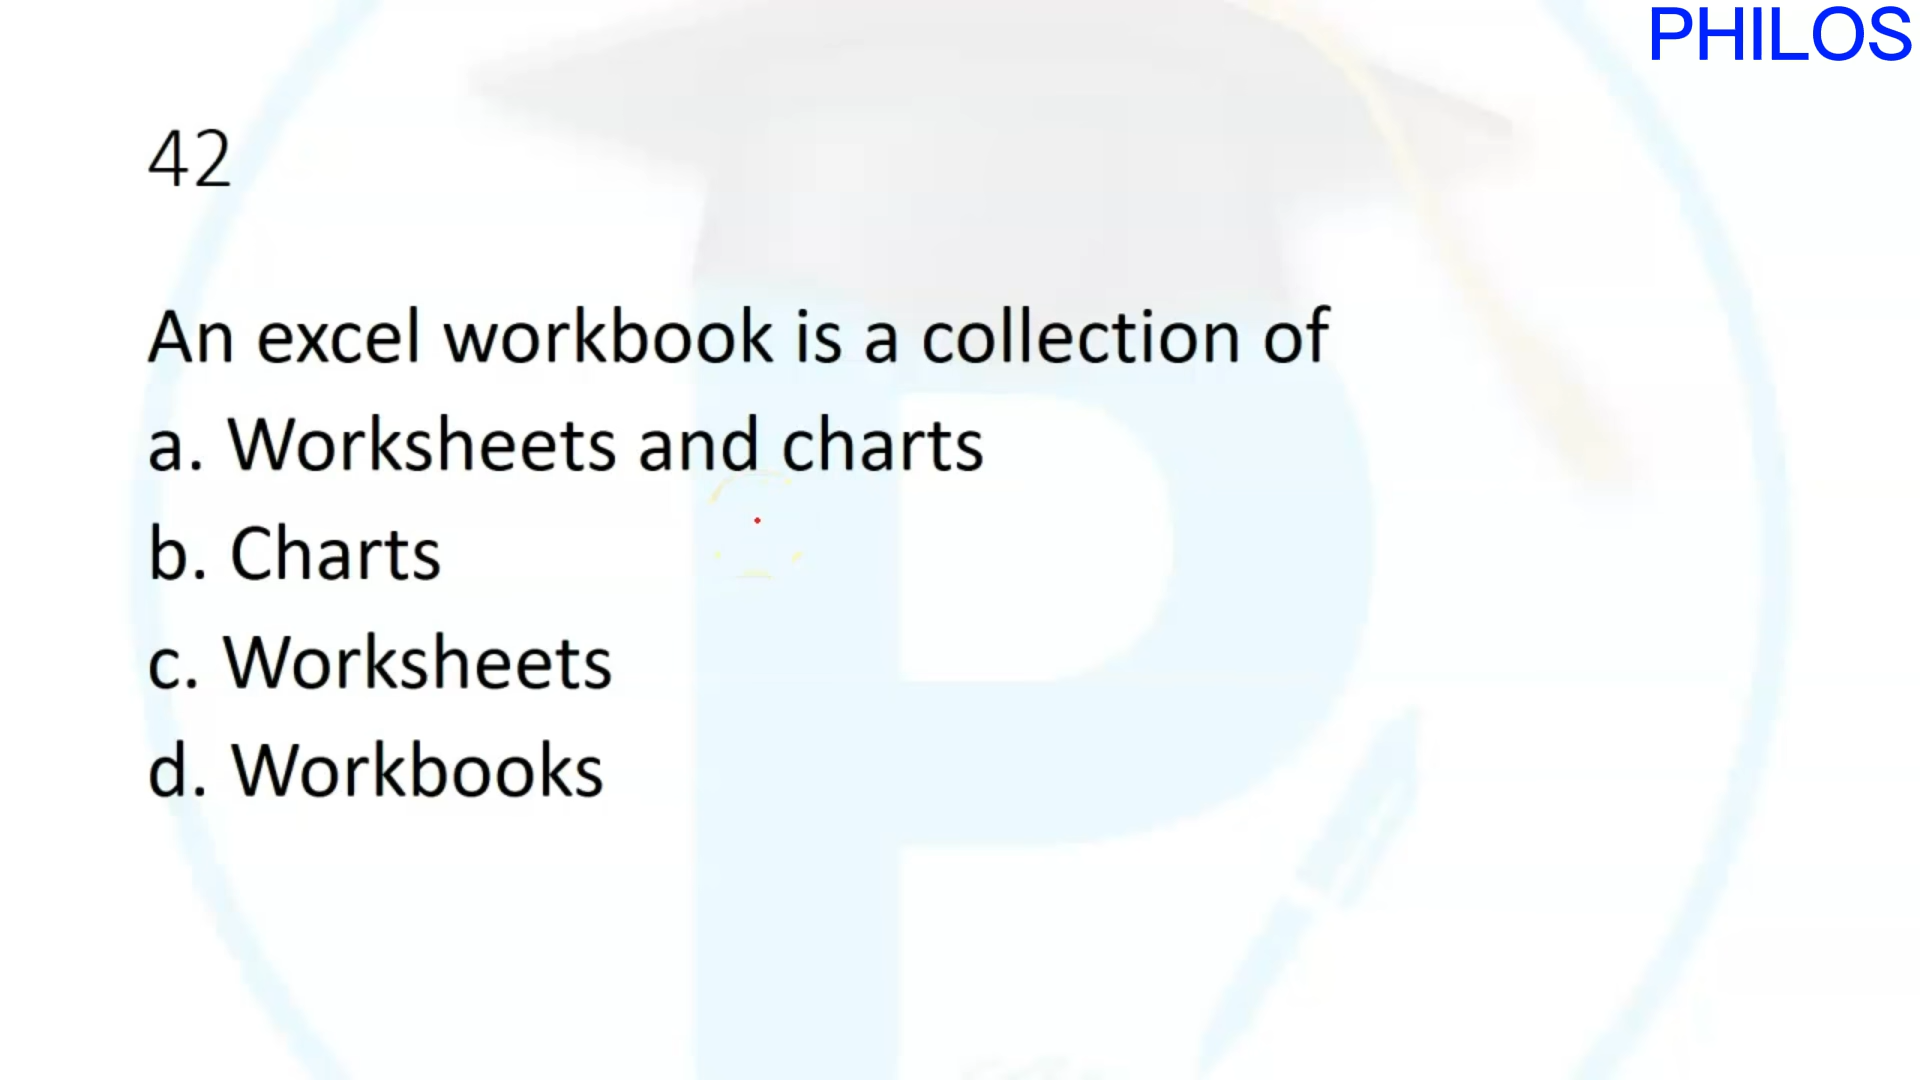 PHILOS
42
An excel workbook is a collection of
a. Worksheets and charts
b. Charts
c. Worksheets
d. Workbooks